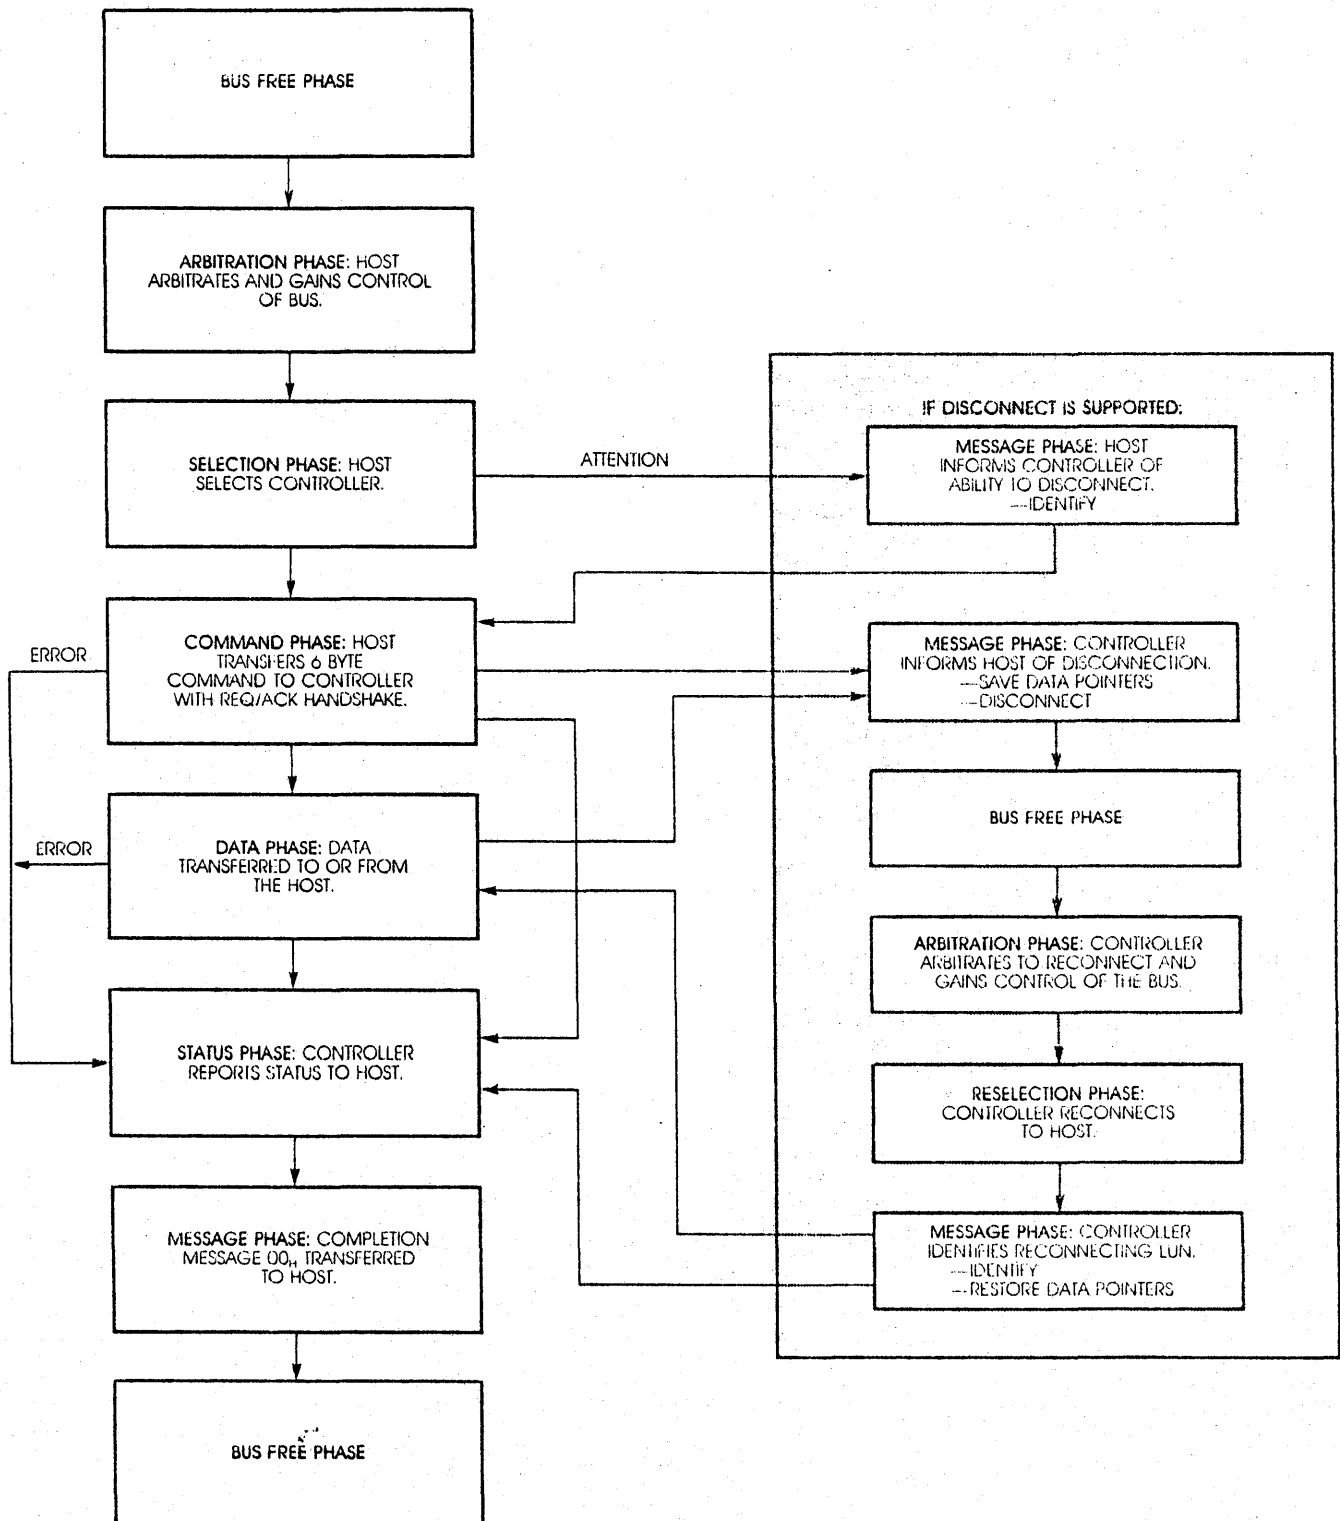 BUS FREE PHASE
ARBITRATION PHASE: HOST
ARBITRATES AND GAINS CONTROL
OF BUS.
SELECTION PHASE: HOST
SELECTS CONTROLLER.
ATTENTION
IF DISCONNECT IS SUPPORTED:
MESSAGE PHASE: HOST
INFORMS CONTROLLER OF
ABILITY TO DISCONNECT.
—IDENTIFY
ERROR
COMMAND PHASE: HOST
TRANSFERS 6 BYTE
COMMAND TO CONTROLLER
WITH REQ/ACK HANDSHAKE.
MESSAGE PHASE: CONTROLLER
INFORMS HOST OF DISCONNECTION.
—SAVE DATA POINTERS
—DISCONNECT
BUS FREE PHASE
ERROR
DATA PHASE: DATA
TRANSFERRED TO OR FROM
THE HOST.
ARBITRATION PHASE: CONTROLLER
ARBITRATES TO RECONNECT AND
GAINS CONTROL OF THE BUS.
STATUS PHASE: CONTROLLER
REPORTS STATUS TO HOST.
RESELECTION PHASE:
CONTROLLER RECONNECTS
TO HOST.
MESSAGE PHASE: COMPLETION
MESSAGE 00H TRANSFERRED
TO HOST.
MESSAGE PHASE: CONTROLLER
IDENTIFIES RECONNECTING LUN.
—IDENTIFY
—RESTORE DATA POINTERS
BUS FREE PHASE